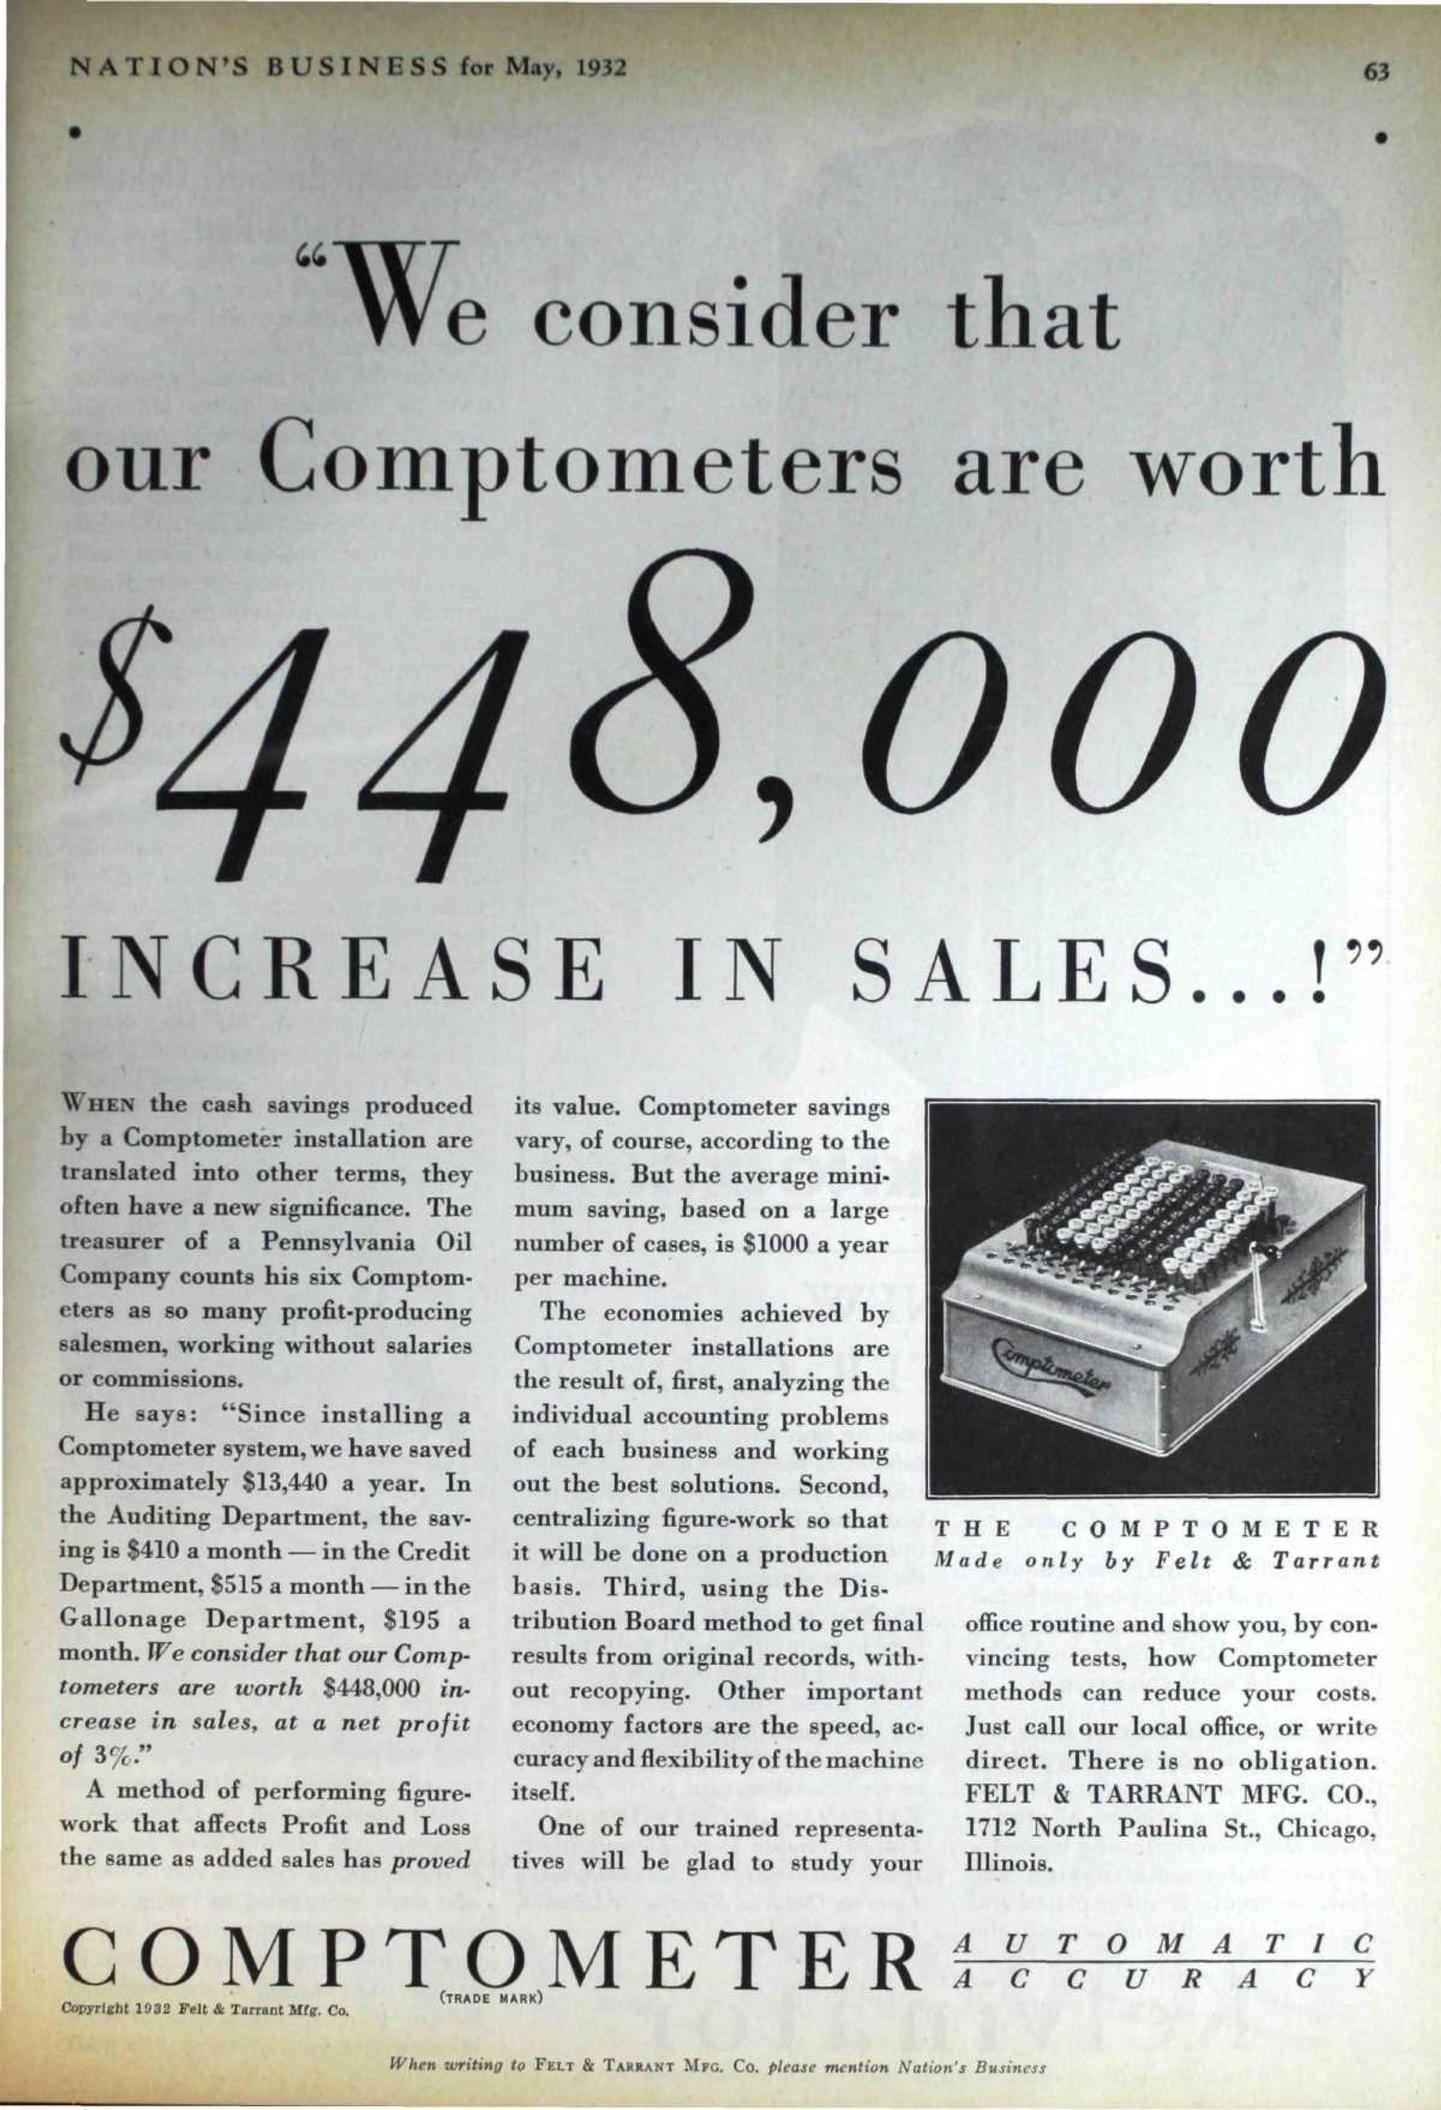 NATION'S BUSINESS for May, 1932
63
“We consider that
our Comptometers are worth
$448,000
INCREASE IN SALES...!”
WHEN the cash savings produced
by a Comptometer installation are
translated into other terms, they
often have a new significance. The
treasurer of a Pennsylvania Oil
Company counts his six Comptom-
eters as so many profit-producing
salesmen, working without salaries
or commissions.
He says: “Since installing a
Comptometer system, we have saved
approximately $13,440 a year. In
the Auditing Department, the sav-
ing is $410 a month — in the Credit
Department, $515 a month — in the
Gallonage Department, $195 a
month. We consider that our Comp-
tometers are worth $448,000 in-
crease in sales, at a net profit
of 3%.”
A method of performing figure-
work that affects Profit and Loss
the same as added sales has proved
its value. Comptometer savings
vary, of course, according to the
business. But the average mini-
mum saving, based on a large
number of cases, is $1000 a year
per machine.
The economies achieved by
Comptometer installations are
the result of, first, analyzing the
individual accounting problems
of each business and working
out the best solutions. Second,
centralizing figure-work so that
it will be done on a production
basis. Third, using the Dis-
tribution Board method to get final
results from original records, with-
out recopying. Other important
economy factors are the speed, ac-
curacy and flexibility of the machine
itself.
One of our trained representa-
tives will be glad to study your
Comptometer
THE COMPTOMETER
Made only by Felt & Tarrant
office routine and show you, by con-
vincing tests, how Comptometer
methods can reduce your costs.
Just call our local office, or write
direct. There is no obligation.
FELT & TARRANT MFG. CO.,
1712 North Paulina St., Chicago,
Illinois.
COMPTOMETER
(TRADE MARK)
AUTOMATIC
ACCURACY
Copyright 1932 Felt & Tarrant Mfg. Co.
When writing to FELT & TARRANT MFG. CO. please mention Nation's Business